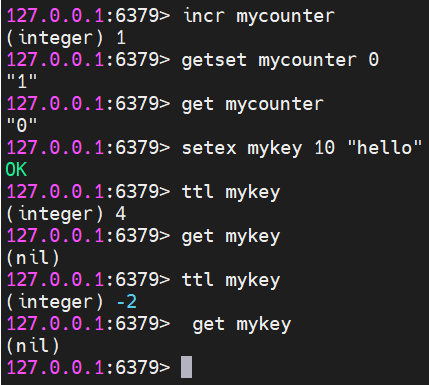 127.0.0.1:6379> incr mycounter
(integer) 1
127.0.0.1:6379> getset mycounter 0
"1"
127.0.0.1:6379> get mycounter
"0"
127.0.0.1:6379> setex mykey 10 "hello"
OK
127.0.0.1:6379> ttl mykey
(integer) 4
127.0.0.1:6379> get mykey
(nil)
127.0.0.1:6379> ttl mykey
(integer) -2
127.0.0.1:6379>  get mykey
(nil)
127.0.0.1:6379>